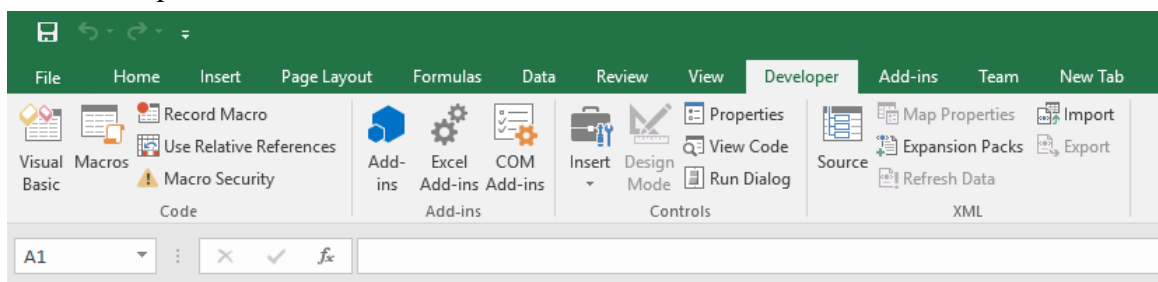 File Home Insert Page Layout Formulas Data Review View Developer Add-ins Team New Tab
Visual Basic
Macros
Record Macro
Use Relative References
Macro Security
Code
Add-ins
Excel Add-ins
COM Add-ins
Add-ins
Insert
Design Mode
Properties
View Code
Run Dialog
Controls
Source
Map Properties
Expansion Packs
Refresh Data
Import
Export
XML
A1
fx